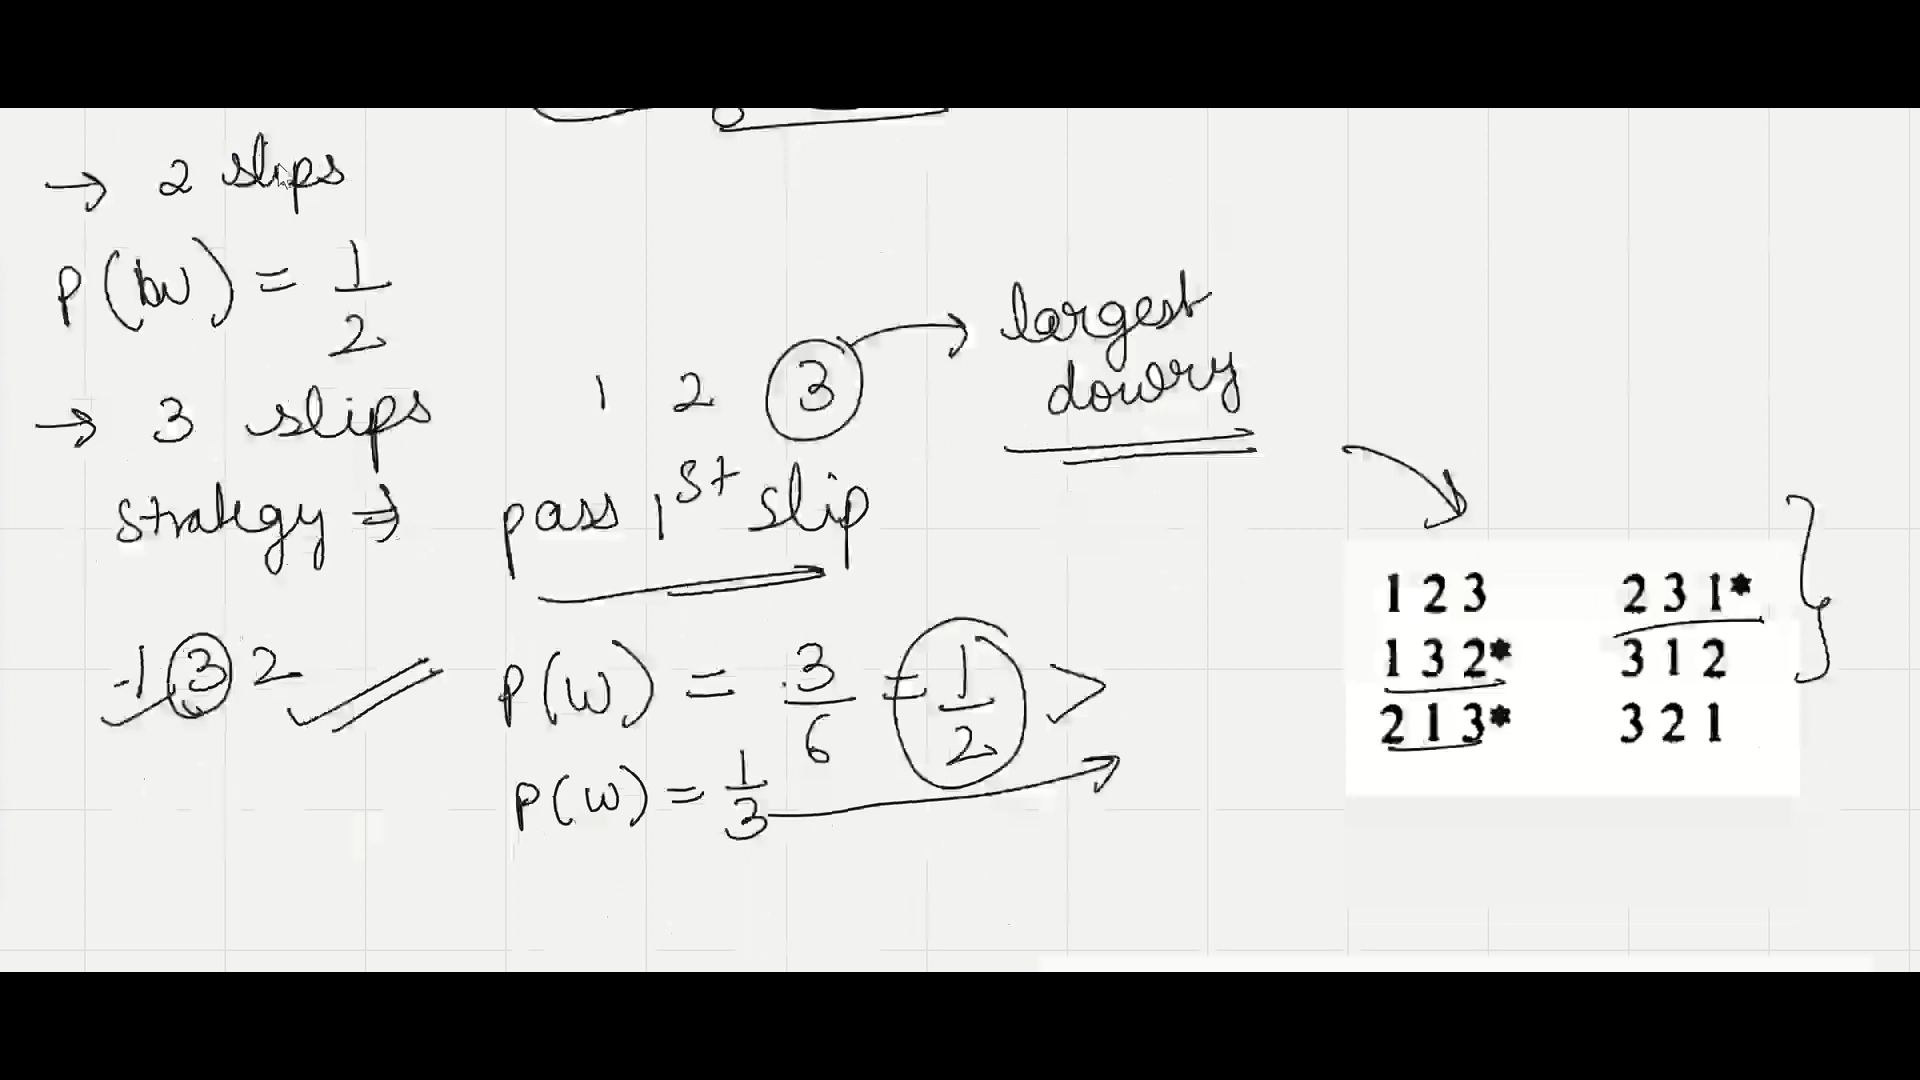 → 2 slips
P(W) = 1/2
→ 3 slips 1 2 3 → largest dowry
strategy ⇒ pass 1st slip
1 3 2
P(W) = 3/6 = 1/2 >
P(W) = 1/3
1 2 3 2 3 1*
1 3 2* 3 1 2
2 1 3* 3 2 1